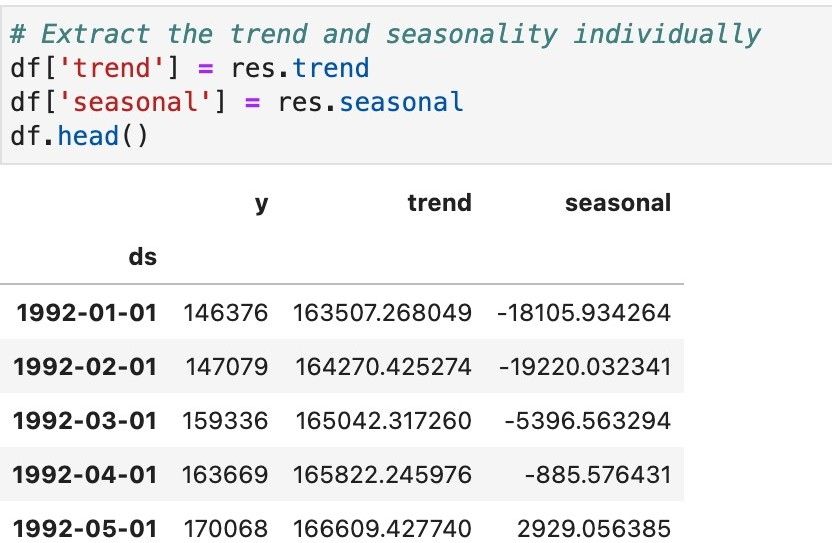 # Extract the trend and seasonality individually
df['trend'] = res.trend
df['seasonal'] = res.seasonal
df.head()
y trend seasonal
ds
1992-01-01 146376 163507.268049 -18105.934264
1992-02-01 147079 164270.425274 -19220.032341
1992-03-01 159336 165042.317260 -5396.563294
1992-04-01 163669 165822.245976 -885.576431
1992-05-01 170068 166609.427740 2929.056385